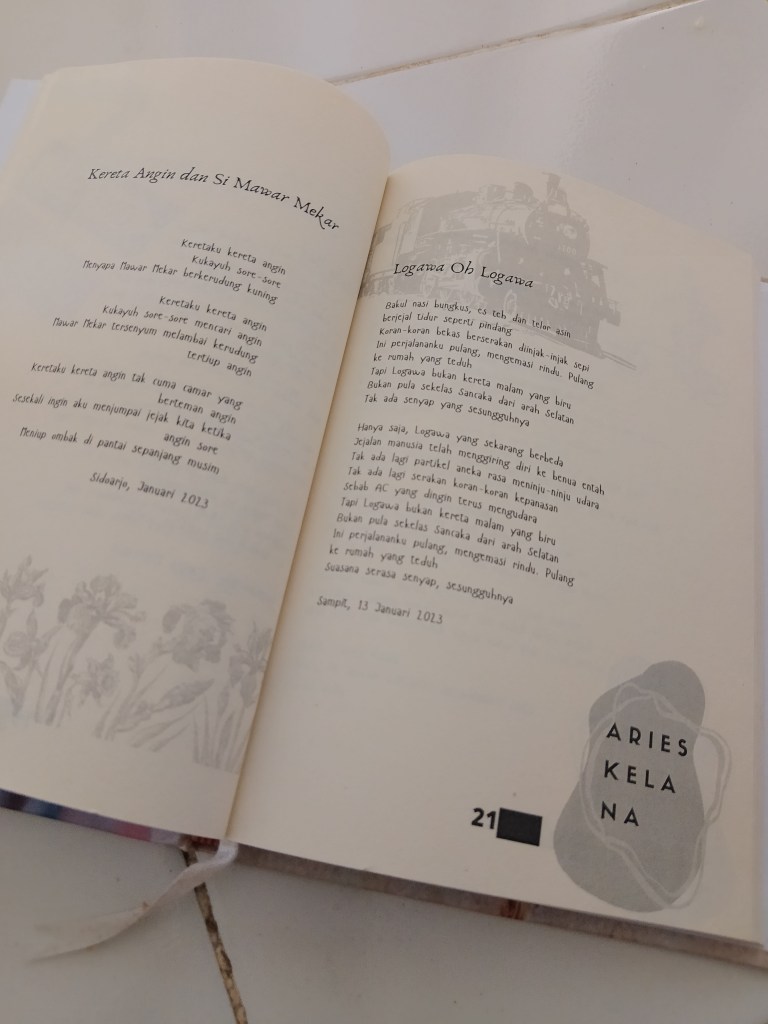 Kereta Angin dan Si Mawar Mekar
Keretaku kereta angin
Kukayuh sore-sore
Menyapa Mawar Mekar berkerudung kuning
Keretaku kereta angin
Kukayuh sore-sore mencari angin
Mawar Mekar tersenyum melambai kerudung
tertiup angin
Keretaku kereta angin tak cuma camar yang
berteman angin
Sesekali ingin aku menjumpai jejak kita ketika
angin sore
Meniup ombak di pantai sepanjang musim
Sidoarjo, Januari 2023
Logawa Oh Logawa
Bakul nasi bungkus, es teh dan telor asin
berjejal tidur seperti pindang
Koran-koran bekas berserakan diinjak-injak sepi
Ini perjalananku pulang, mengemasi rindu. Pulang
ke rumah yang teduh
Tapi Logawa bukan kereta malam yang biru
Bukan pula sekelas Sancaka dari arah Selatan
Tak ada senyap yang sesungguhnya
Hanya saja, Logawa yang sekarang berbeda
Jejalan manusia telah menggiring diri ke benua entah
Tak ada lagi partikel aneka rasa meninju-ninju udara
Tak ada lagi serakan koran-koran kepanasan
Sebab AC yang dingin terus mengudara
Tapi Logawa bukan kereta malam yang biru
Bukan pula sekelas Sancaka dari arah Selatan
Ini perjalananku pulang, mengemasi rindu. Pulang
ke rumah yang teduh
Suasana serasa senyap, sesungguhnya
Sampit, 13 Januari 2023
ARIES
KELA
NA
21